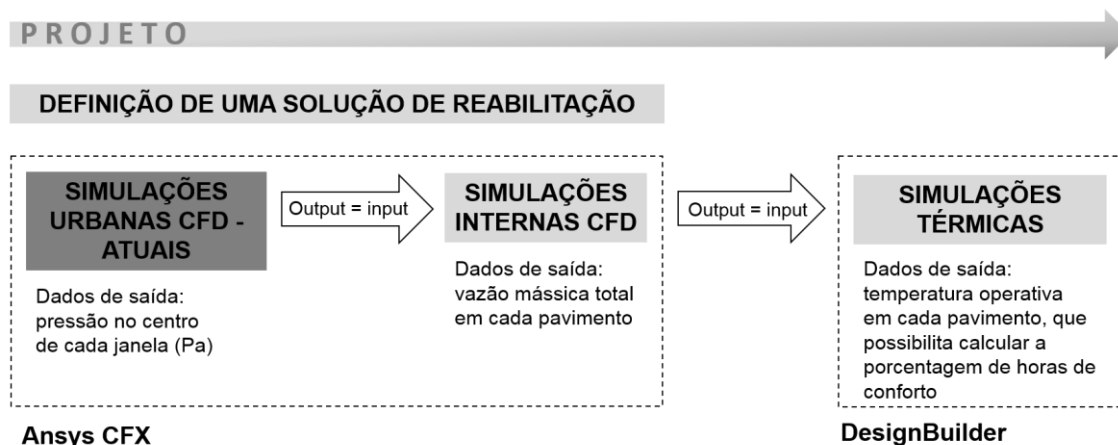 PROJETO
DEFINIÇÃO DE UMA SOLUÇÃO DE REABILITAÇÃO
SIMULAÇÕES
URBANAS CFD -
ATUAIS
Dados de saída:
pressão no centro
de cada janela (Pa)
Output = input
SIMULAÇÕES
INTERNAS CFD
Dados de saída:
vazão mássica total
em cada pavimento
Output = input
SIMULAÇÕES
TÉRMICAS
Dados de saída:
temperatura operativa
em cada pavimento, que
possibilita calcular a
porcentagem de horas de
conforto
Ansys CFX
DesignBuilder